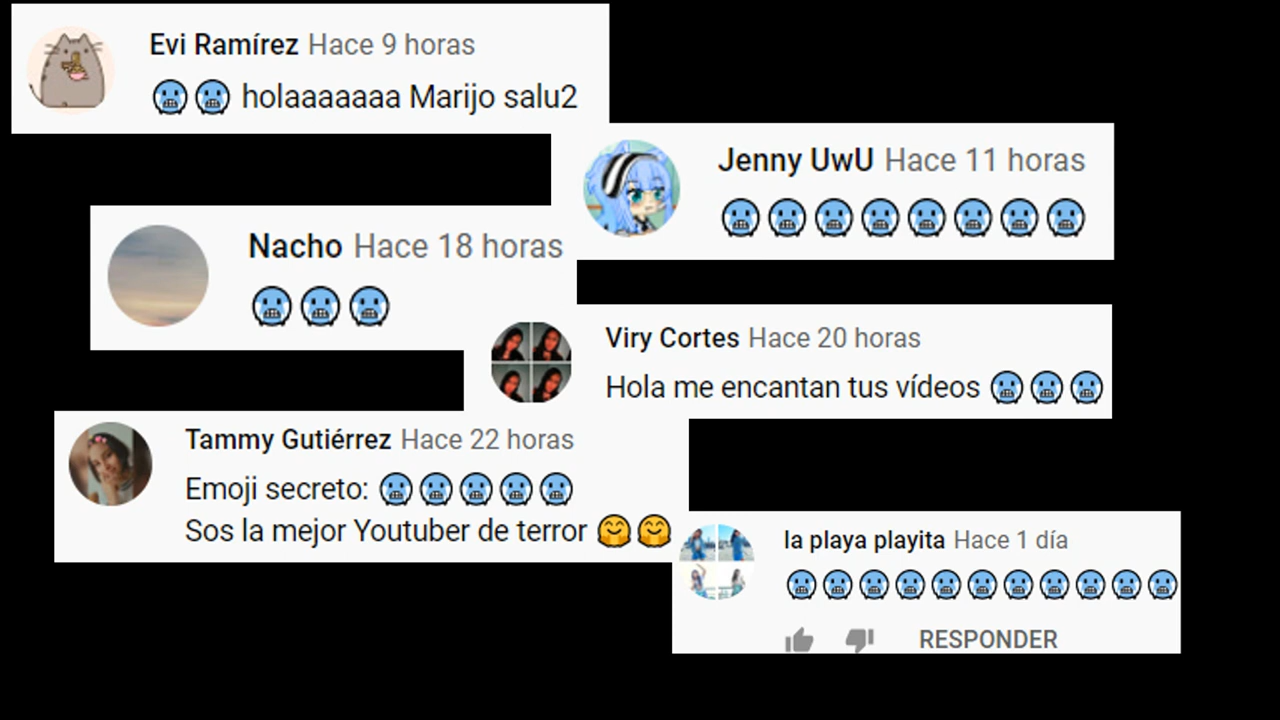 Evi Ramírez Hace 9 horas
🥶🥶 holaaaaaaa Marijo salu2
Jenny UwU Hace 11 horas
🥶🥶🥶🥶🥶🥶🥶🥶
Nacho Hace 18 horas
🥶🥶🥶
Viry Cortes Hace 20 horas
Hola me encantan tus vídeos 🥶🥶🥶
Tammy Gutiérrez Hace 22 horas
Emoji secreto: 🥶🥶🥶🥶🥶
Sos la mejor Youtuber de terror 🤗🤗
la playa playita Hace 1 día
🥶🥶🥶🥶🥶🥶🥶🥶🥶🥶🥶
RESPONDER